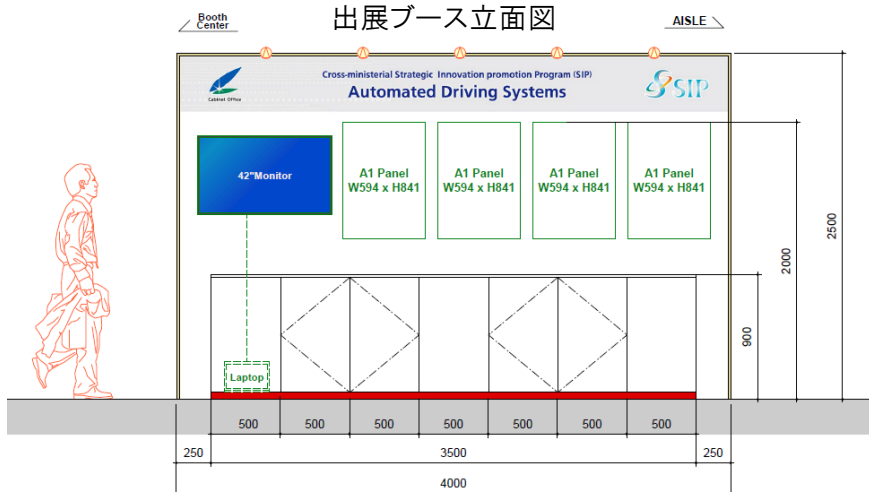 出展ブース立面図
Booth
Center
AISLE
Cabinet Office
Cross-ministerial Strategic Innovation promotion Program (SIP)
Automated Driving Systems
SIP
42"Monitor
A1 Panel
W594 x H841
A1 Panel
W594 x H841
A1 Panel
W594 x H841
A1 Panel
W594 x H841
2500
2000
900
Laptop
500 500 500 500 500 500 500
250 3500 250
4000